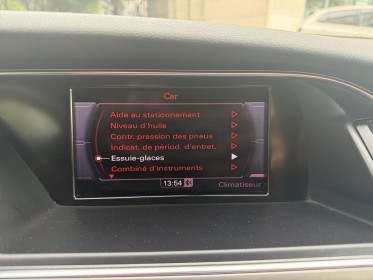 Car
Aide au stationnement
Niveau d'huile
Contr. pression des pneus
Indicat. de périod. d'entret.
Essuie-glaces
Combiné d'instruments
13:54
Climatiseur